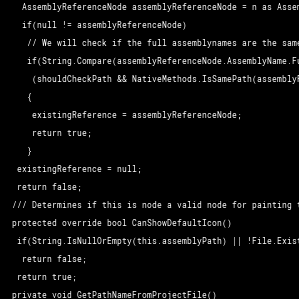 AssemblyReferenceNode assemblyReferenceNode = n as
if(null != assemblyReferenceNode)
// We will check if the full assemblynames are the same
if(String.Compare(assemblyReferenceNode.AssemblyName.
(shouldCheckPath && NativeMethods.IsSamePath(
{
existingReference = assemblyReferenceNode;
return true;
}
existingReference = null;
return false;
/// Determines if this is node a valid node for painting
protected override bool CanShowDefaultIcon()
if(String.IsNullOrEmpty(this.assemblyPath) || !File.
return false;
return true;
private void GetPathNameFromProjectFile()